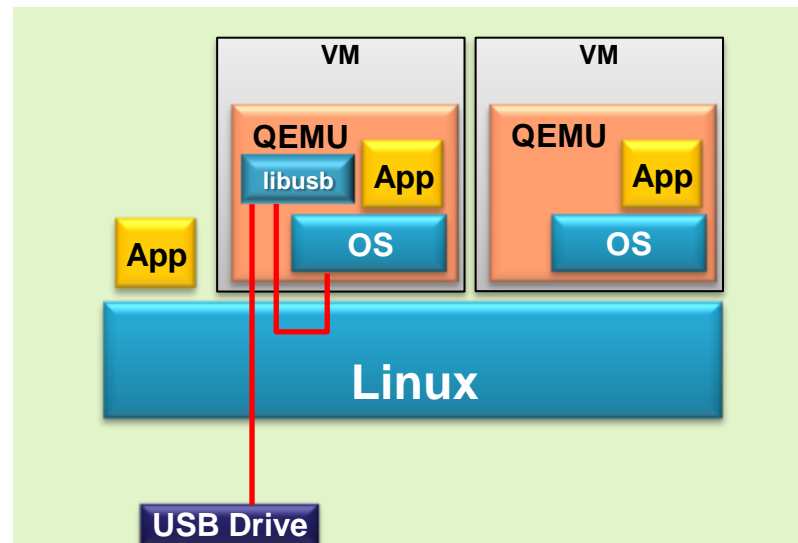 VM
VM
QEMU
QEMU
libusb
App
App
OS
OS
App
Linux
USB Drive